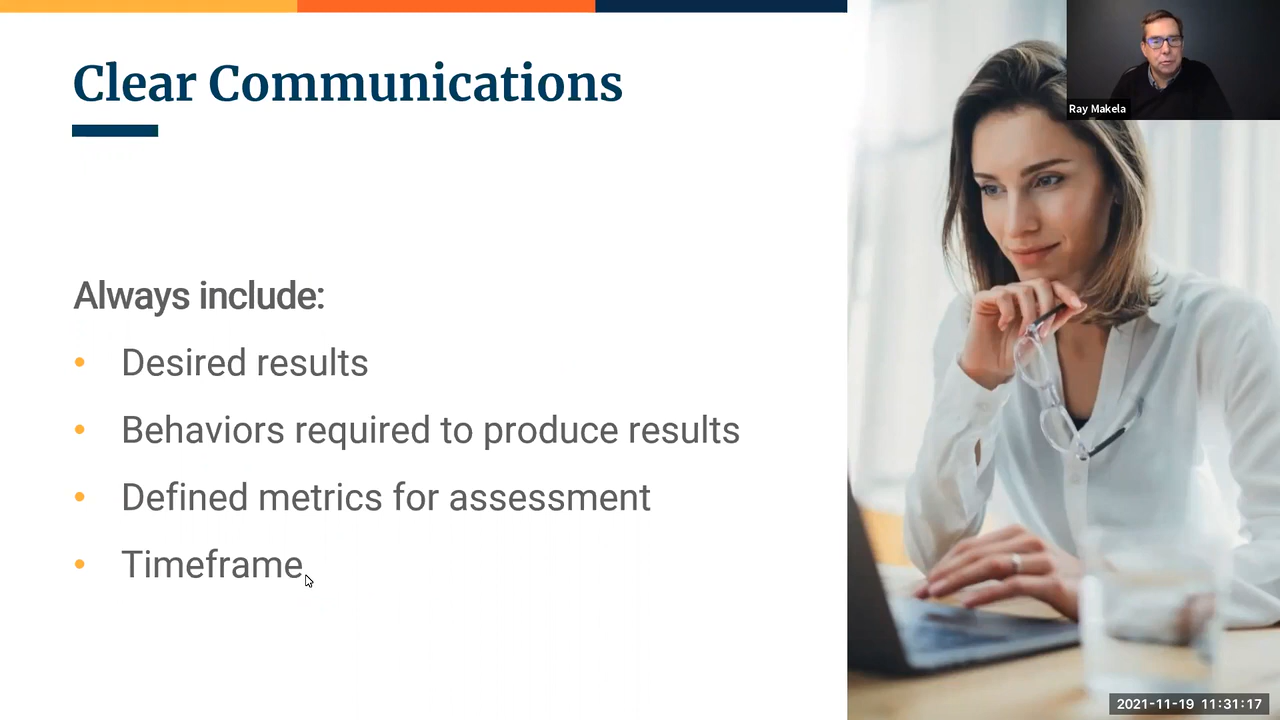 Clear Communications
Ray Makela
Always include:
• Desired results
• Behaviors required to produce results
• Defined metrics for assessment
• Timeframe
2021-11-19 11:31:17